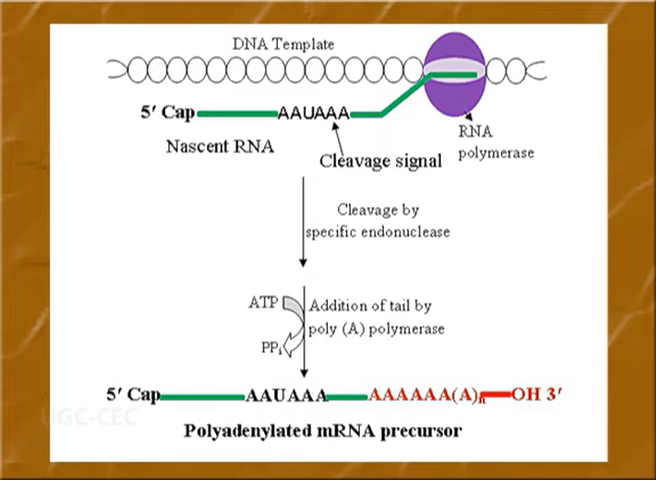 DNA Template
5′ Cap AAUAAA
Nascent RNA
Cleavage signal
RNA
polymerase
Cleavage by
specific endonuclease
ATP
Addition of tail by
poly (A) polymerase
PPi
5′ Cap AAUAAA AAAAAA(A)n OH 3′
UGC-CEC
Polyadenylated mRNA precursor